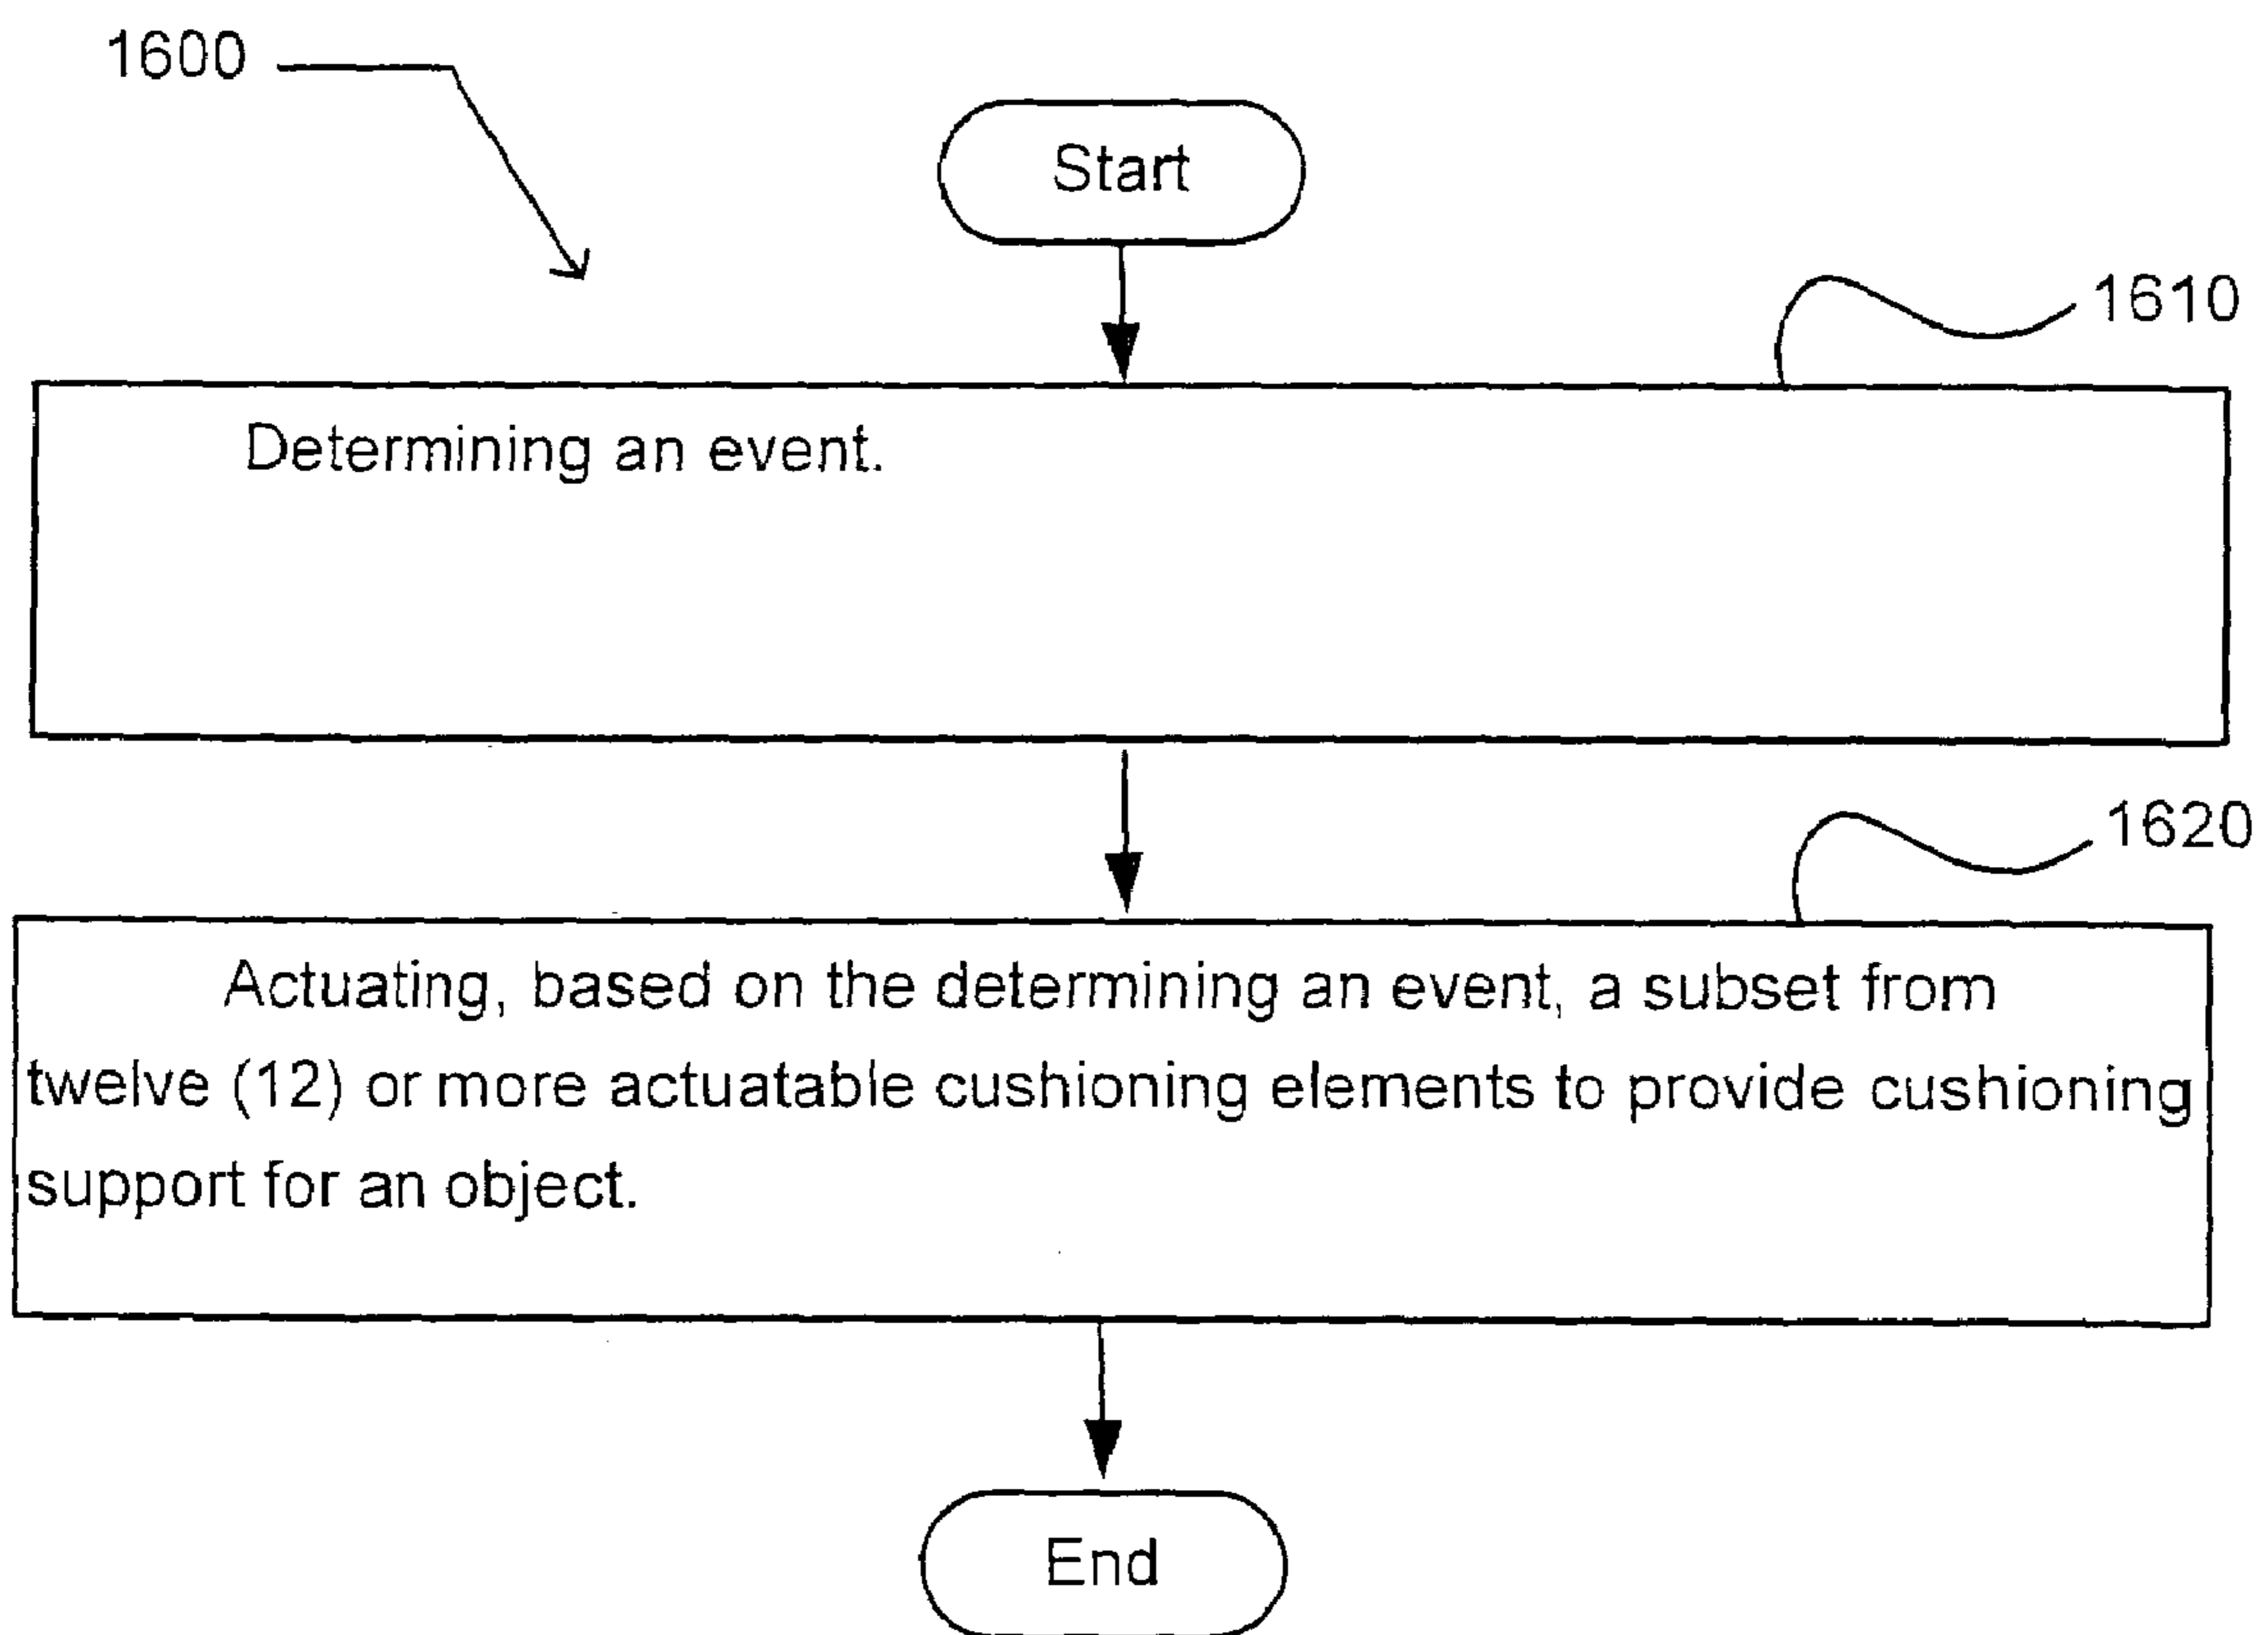 1600
Start
1610
Determining an event.
1620
Actuating, based on the determining an event, a subset from
twelve (12) or more actuatable cushioning elements to provide cushioning
support for an object.
End